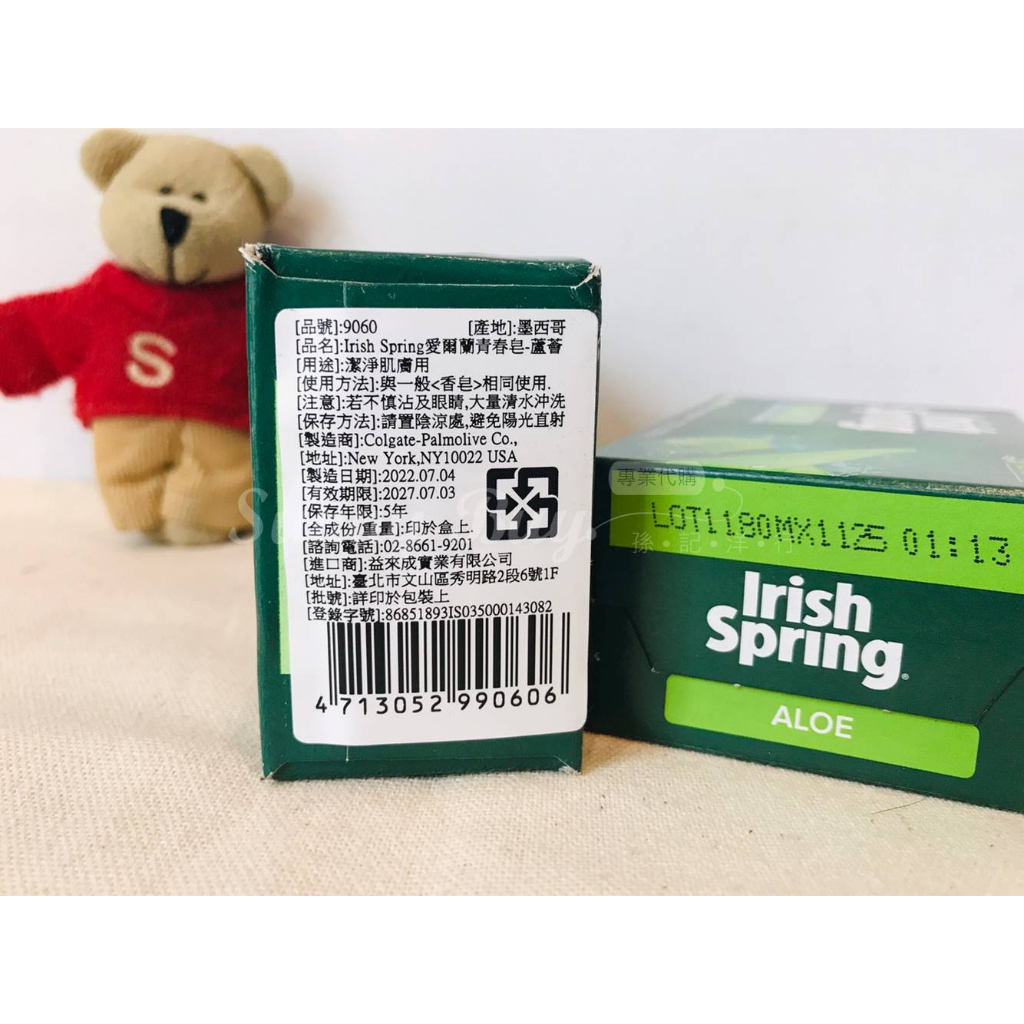 S
[品號]:9060 [產地]:墨西哥
[品名]:Irish Spring愛爾蘭青春皂-蘆薈
[用途]:潔淨肌膚用
[使用方法]:與一般<香皂>相同使用.
[注意]:若不慎沾及眼睛,大量清水沖洗
[保存方法]:請置陰涼處,避免陽光直射
[製造商]:Colgate-Palmolive Co.,
[地址]:New York,NY10022 USA
[製造日期]:2022.07.04
[有效期限]:2027.07.03
[保存年限]:5年
[全成份/重量]:印於盒上.
[諮詢電話]:02-8661-9201
[進口商]:益來成實業有限公司
[地址]:臺北市文山區秀明路2段6號1F
[批號]:詳印於包裝上
[登錄字號]:86851893IS035000143082
4 713052 990606
專業代購
孫•記•洋•行
LOT1180MX1125 01:13
Irish
Spring
ALOE